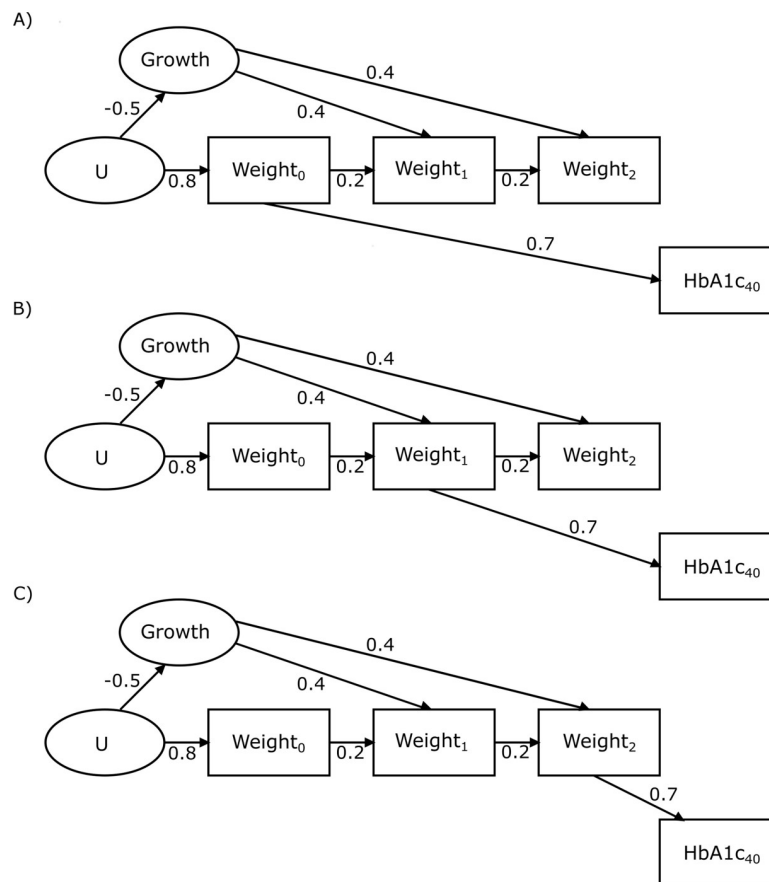 A)
Growth
0.4
-0.5
0.4
U
0.8
Weight₀
0.2
Weight₁
0.2
Weight₂
0.7
HbA1c₄₀
B)
Growth
0.4
-0.5
0.4
U
0.8
Weight₀
0.2
Weight₁
0.2
Weight₂
0.7
HbA1c₄₀
C)
Growth
0.4
-0.5
0.4
U
0.8
Weight₀
0.2
Weight₁
0.2
Weight₂
0.7
HbA1c₄₀